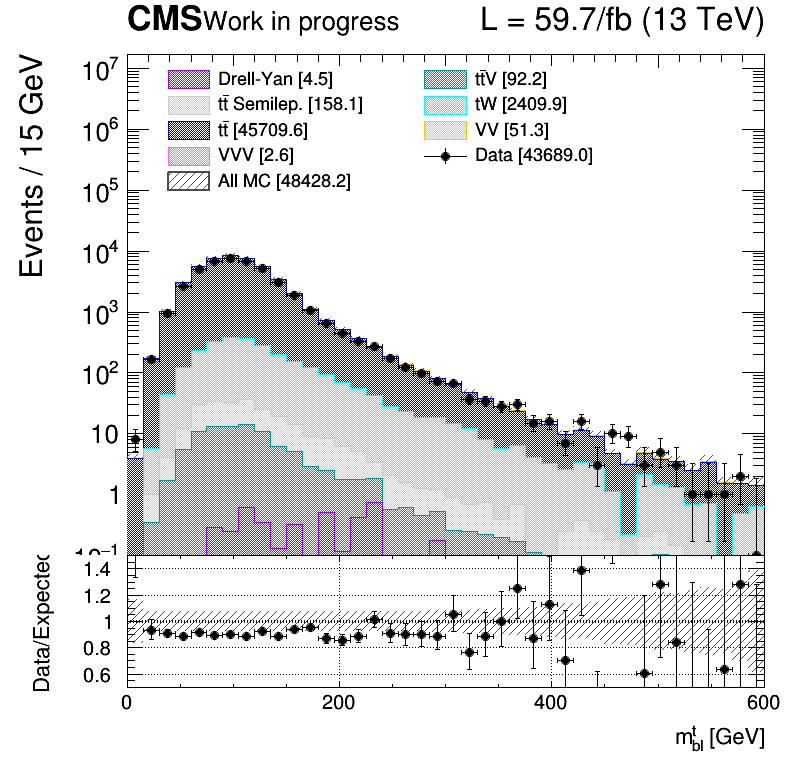 CMS Work in progress L = 59.7/fb (13 TeV)
Events / 15 GeV
10⁷
10⁶
10⁵
10⁴
10³
10²
10
1
10⁻¹
Drell-Yan [4.5]
tt̄ Semilep. [158.1]
tt̄ [45709.6]
VVV [2.6]
All MC [48428.2]
tt̄V [92.2]
tW [2409.9]
VV [51.3]
Data [43689.0]
Data/Expected
1.4
1.2
1
0.8
0.6
0 200 400 600
m^t_bl [GeV]